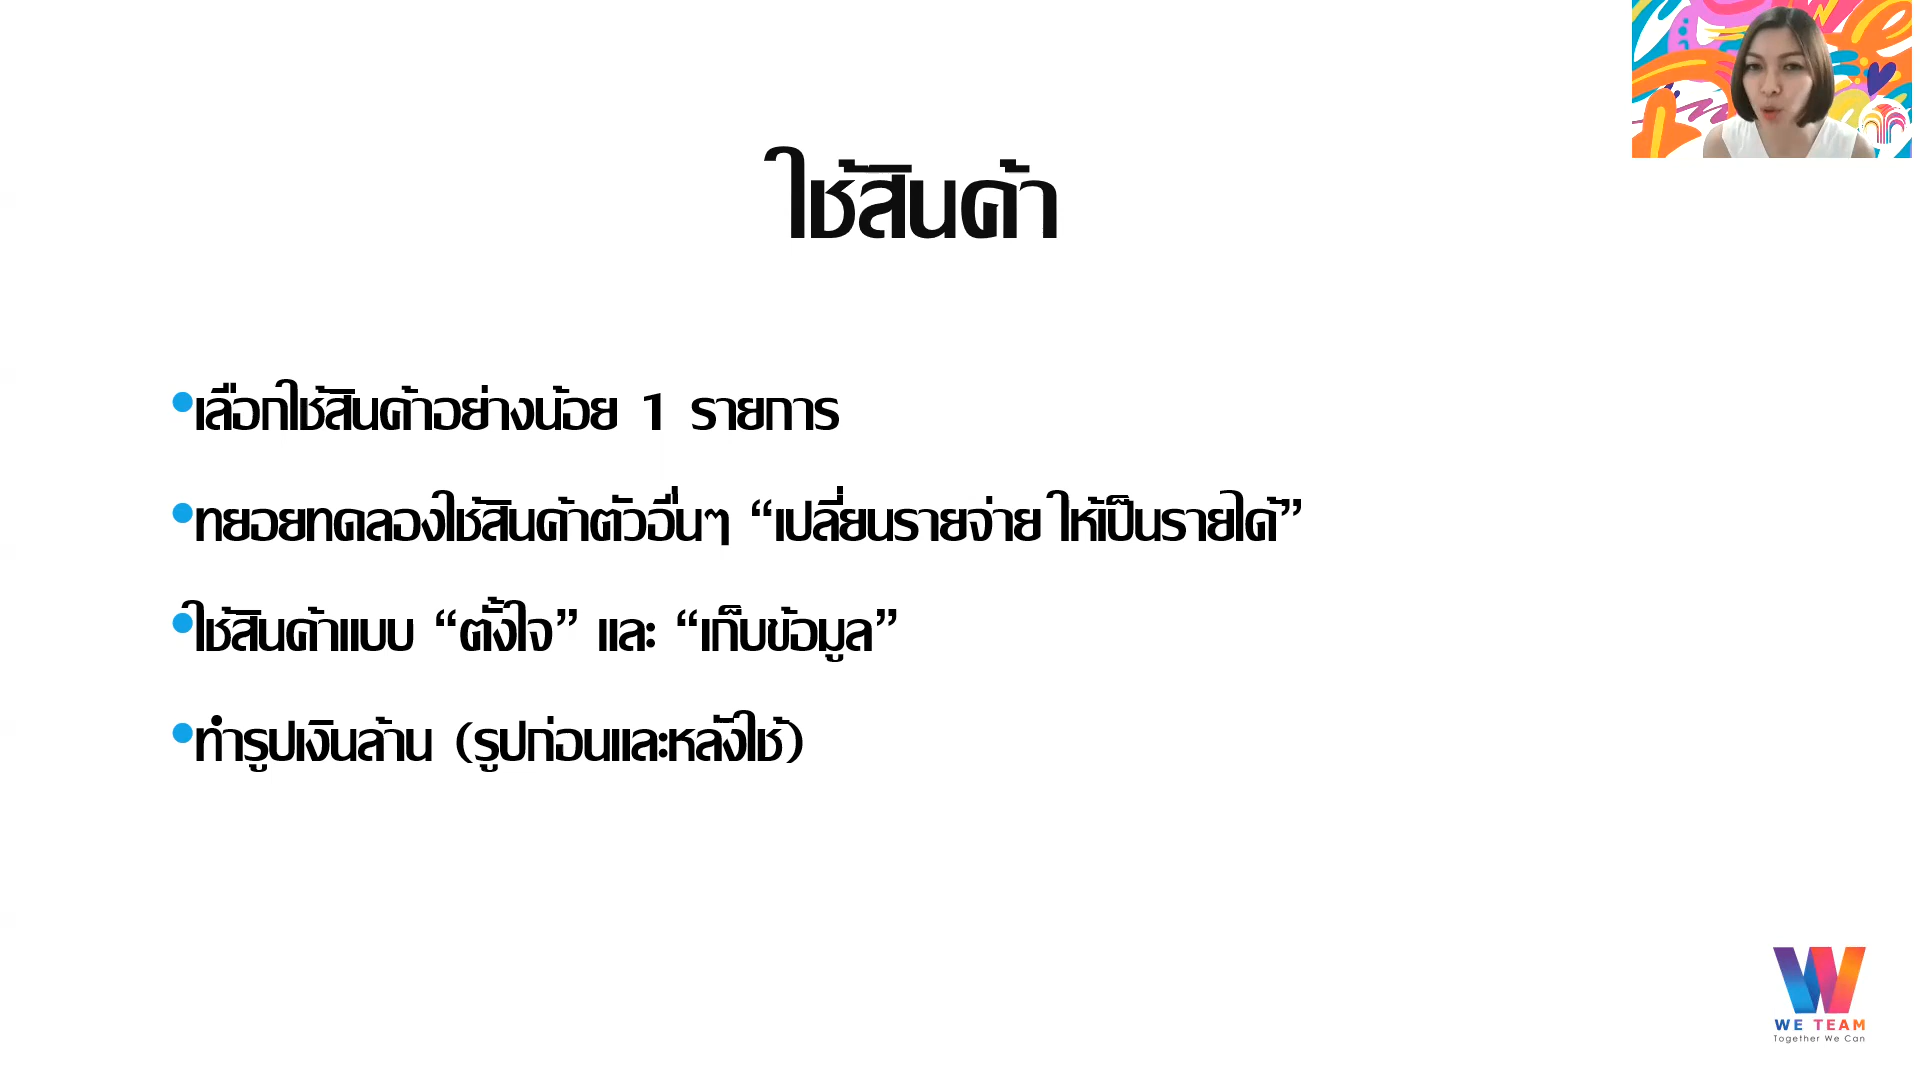 ใช้สินค้า
•เลือกใช้สินค้าอย่างน้อย 1 รายการ
•ทยอยทดลองใช้สินค้าตัวอื่นๆ “เปลี่ยนรายจ่าย ให้เป็นรายได้”
•ใช้สินค้าแบบ “ตั้งใจ” และ “เก็บข้อมูล”
•ทำรูปเงินล้าน (รูปก่อนและหลังใช้)
WE TEAM
Together We Can